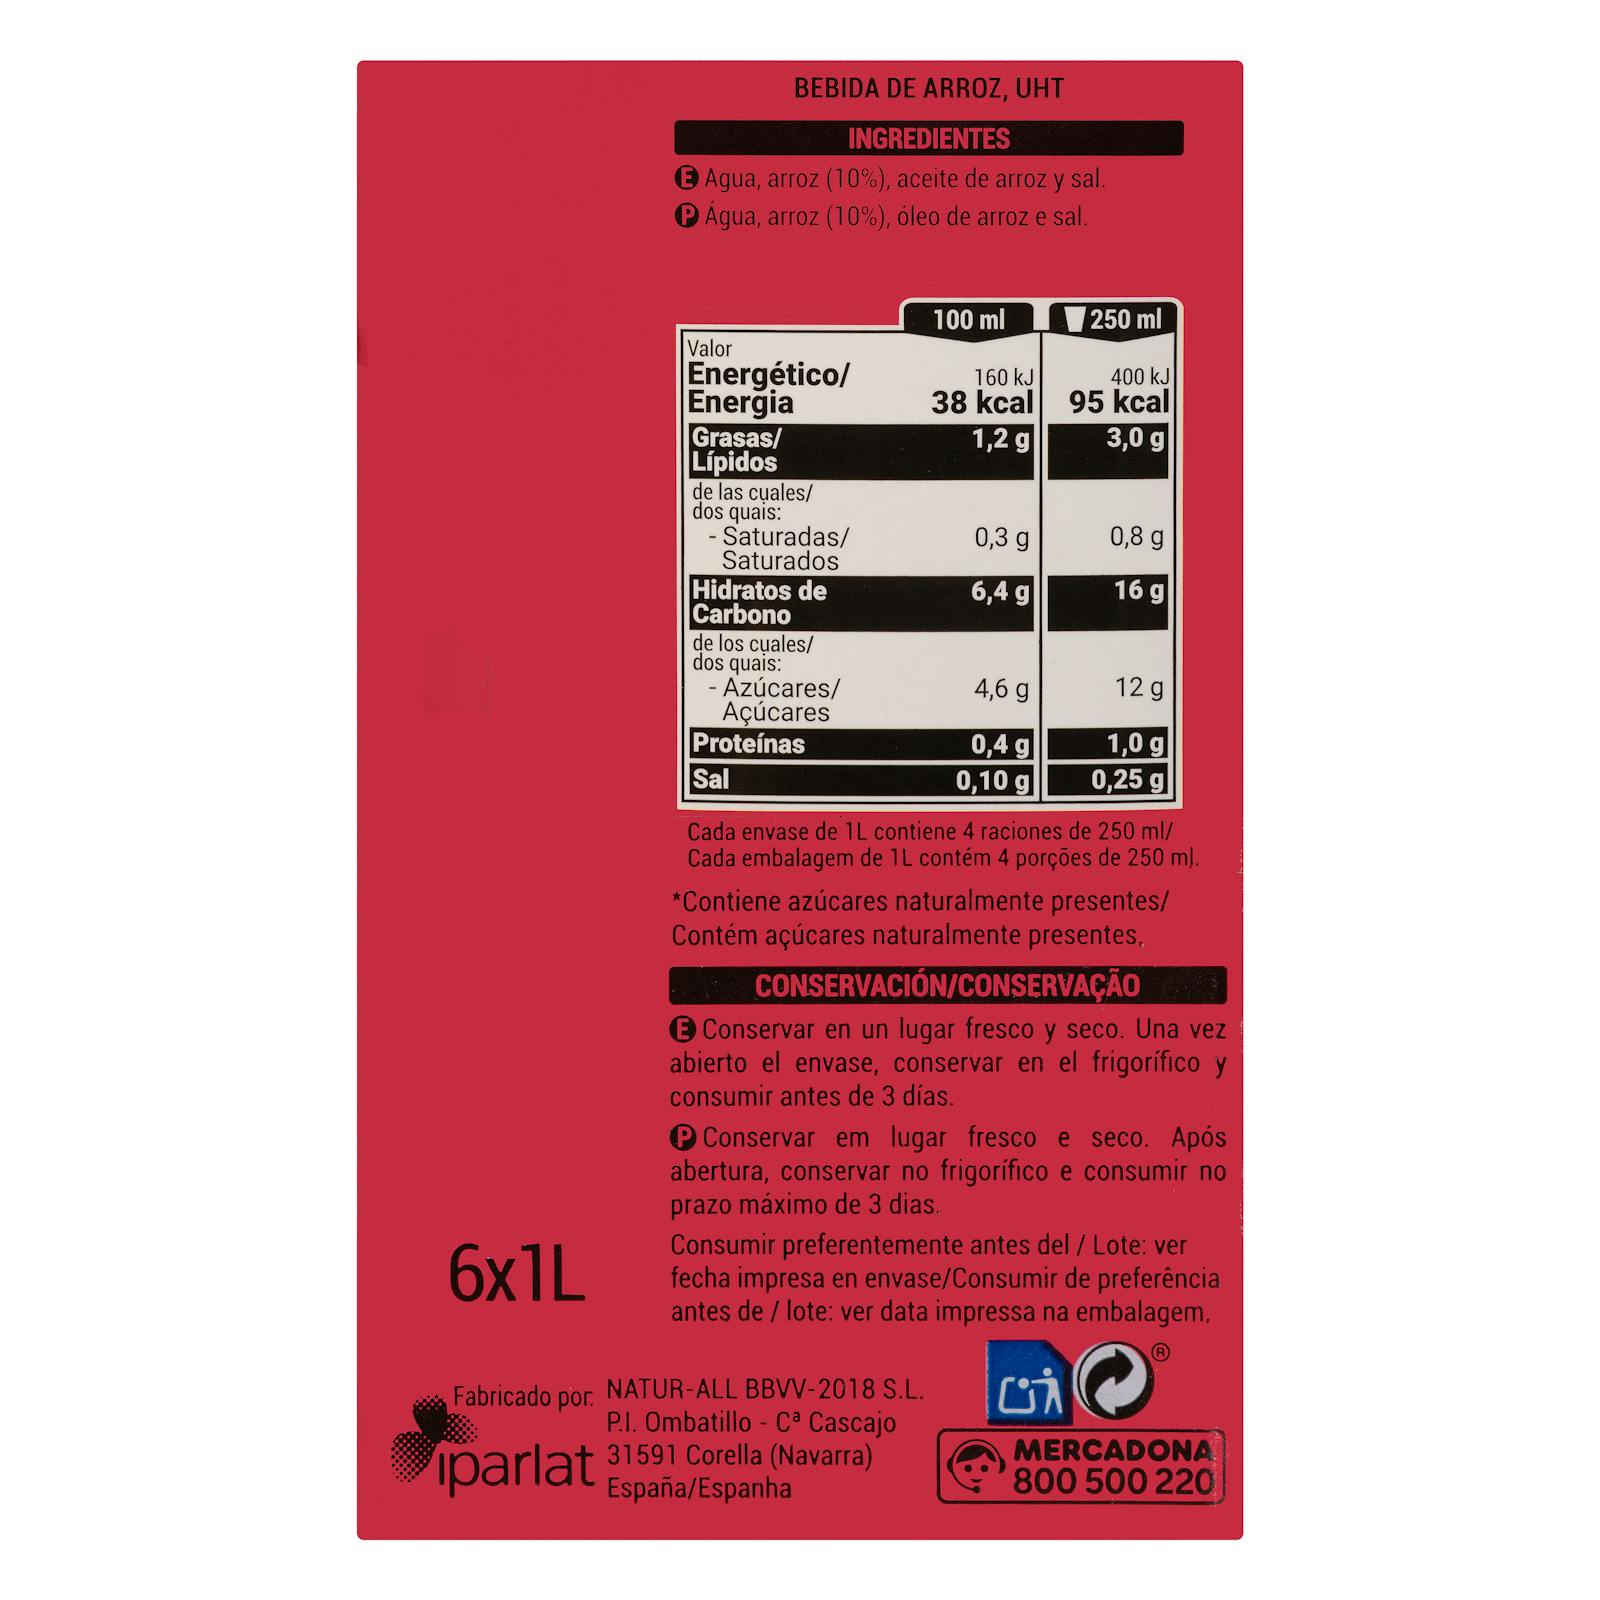 BEBIDA DE ARROZ, UHT
INGREDIENTES
E Agua, arroz (10%), aceite de arroz y sal.
P Água, arroz (10%), óleo de arroz e sal.
100 ml 250 ml
Valor
Energético/ 160 kJ 400 kJ
Energia 38 kcal 95 kcal
Grasas/ 1,2 g 3,0 g
Lípidos
de las cuales/
dos quais:
- Saturadas/ 0,3 g 0,8 g
Saturados
Hidratos de 6,4 g 16 g
Carbono
de los cuales/
dos quais:
- Azúcares/ 4,6 g 12 g
Açúcares
Proteínas 0,4 g 1,0 g
Sal 0,10 g 0,25 g
Cada envase de 1L contiene 4 raciones de 250 ml/
Cada embalagem de 1L contém 4 porções de 250 ml.
*Contiene azúcares naturalmente presentes/
Contém açúcares naturalmente presentes.
CONSERVACIÓN/CONSERVAÇÃO
E Conservar en un lugar fresco y seco. Una vez
abierto el envase, conservar en el frigorífico y
consumir antes de 3 días.
P Conservar em lugar fresco e seco. Após
abertura, conservar no frigorífico e consumir no
prazo máximo de 3 dias.
Consumir preferentemente antes del / Lote: ver
fecha impresa en envase/Consumir de preferência
antes de / lote: ver data impressa na embalagem.
6x1L
Fabricado por:
iparlat
NATUR-ALL BBVV-2018 S.L.
P.I. Ombatillo - Cª Cascajo
31591 Corella (Navarra)
España/Espanha
®
MERCADONA
800 500 220